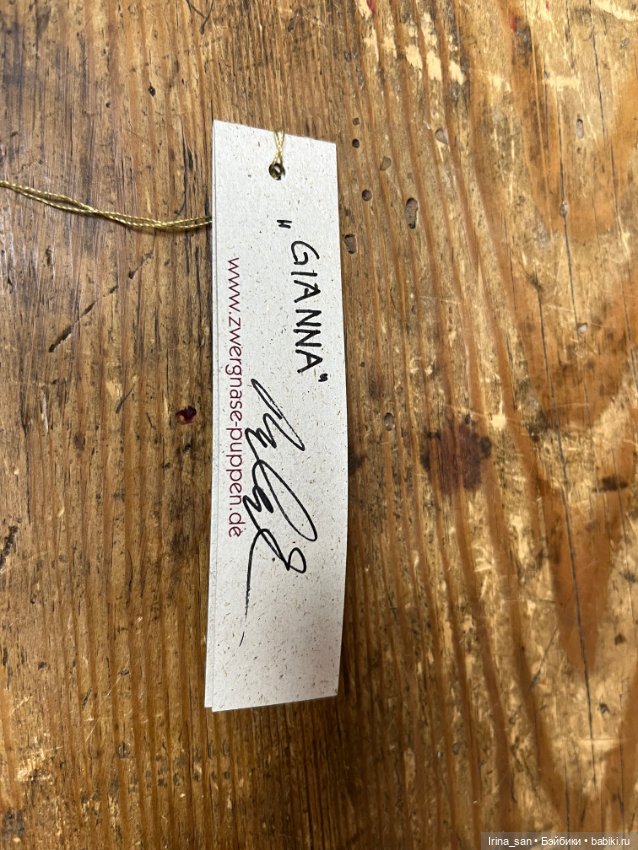 „GIANNA"
www.zwergnase-puppen.de
Irina_san • Бэйбики • babiki.ru